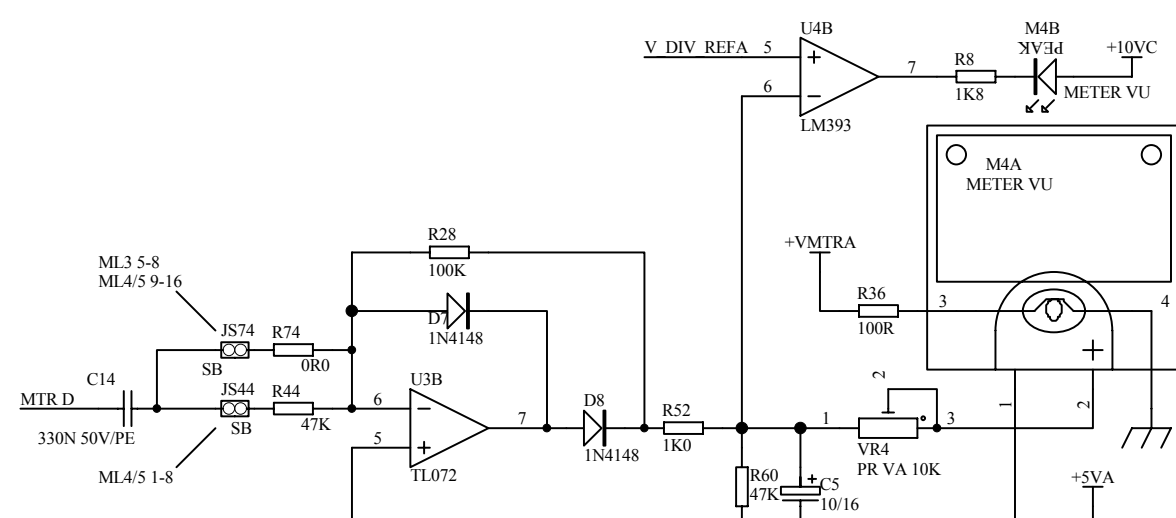 U4B
M4B
PEAK
V_DIV_REFA
5
6
7
R8
1K8
+10VC
METER VU
LM393
M4A
METER VU
R28
100K
+VMTRA
ML3 5-8
ML4/5 9-16
R36
100R
3
4
D7
1N4148
JS74
SB
R74
0R0
C14
JS44
SB
R44
47K
U3B
MTR D
330N 50V/PE
6
5
7
D8
1N4148
R52
1K0
1
2
3
VR4
PR VA 10K
1
2
ML4/5 1-8
TL072
R60
47K
C5
10/16
+5VA